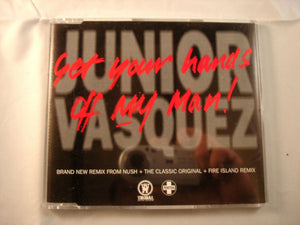 JUNIOR
Get your hands
off my Man!
VASQUEZ
BRAND NEW REMIX FROM NUSH + THE CLASSIC ORIGINAL + FIRE ISLAND REMIX
TRIBAL